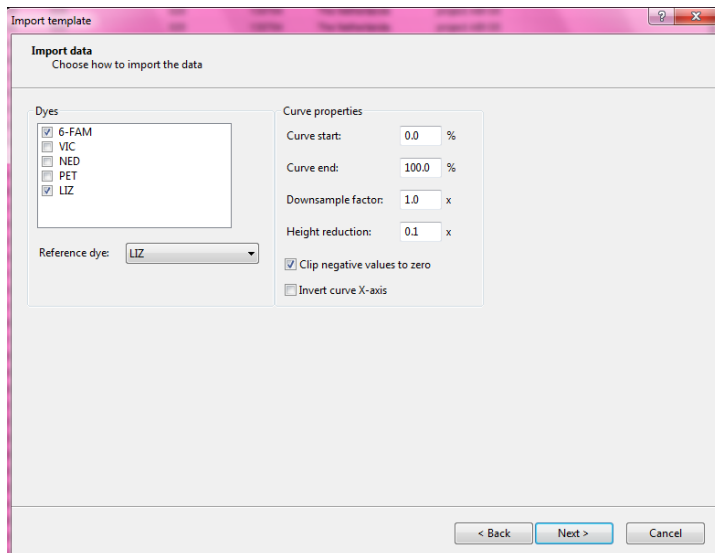 Import template
Import data
Choose how to import the data
Dyes
6-FAM
VIC
NED
PET
LIZ
Reference dye: LIZ
Curve properties
Curve start: 0.0 %
Curve end: 100.0 %
Downsample factor: 1.0 x
Height reduction: 0.1 x
Clip negative values to zero
Invert curve X-axis
< Back Next > Cancel